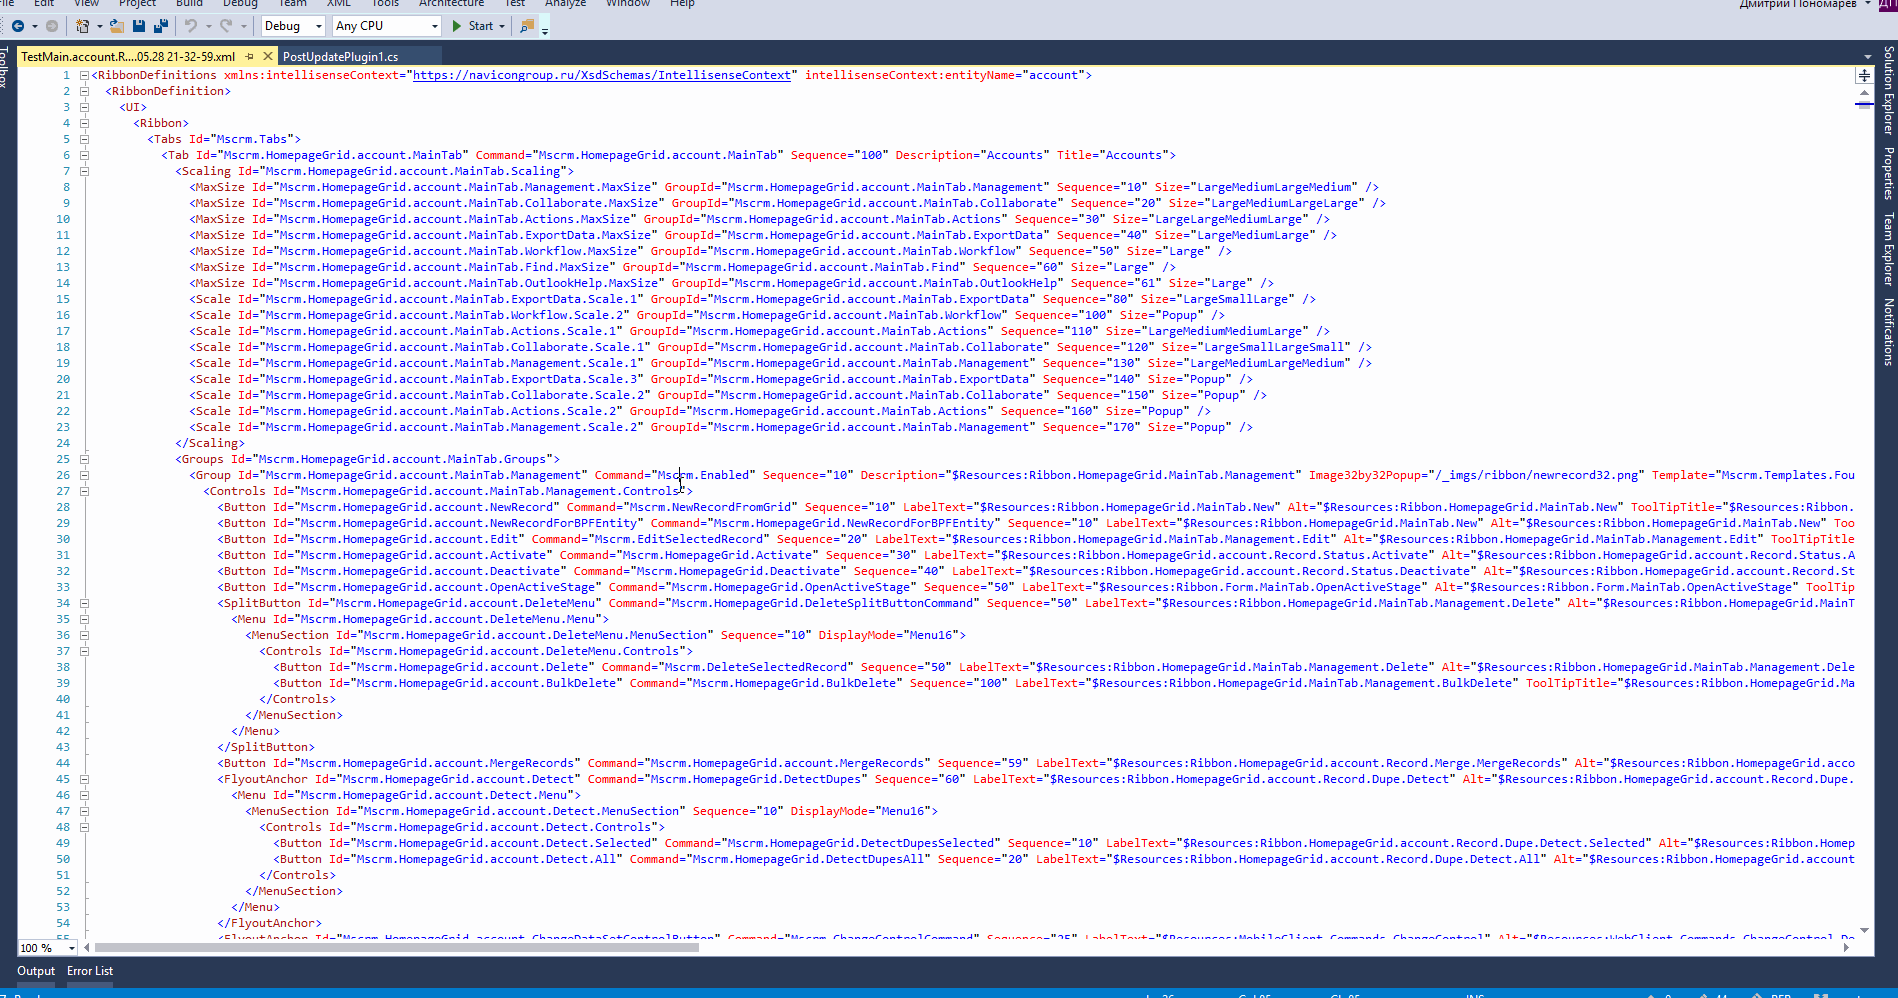 File Edit View Project Build Debug Team XML Tools Architecture Test Analyze Window Help
Дмитрий Пономарев ДП
Debug Any CPU Start
TestMain.account.R....05.28 21-32-59.xml PostUpdatePlugin1.cs
Toolbox
Solution Explorer
Properties
Team Explorer
Notifications
1 <RibbonDefinitions xmlns:intellisenseContext="https://navicongroup.ru/XsdSchemas/IntellisenseContext" intellisenseContext:entityName="account">
2 <RibbonDefinition>
3 <UI>
4 <Ribbon>
5 <Tabs Id="Mscrm.Tabs">
6 <Tab Id="Mscrm.HomepageGrid.account.MainTab" Command="Mscrm.HomepageGrid.account.MainTab" Sequence="100" Description="Accounts" Title="Accounts">
7 <Scaling Id="Mscrm.HomepageGrid.account.MainTab.Scaling">
8 <MaxSize Id="Mscrm.HomepageGrid.account.MainTab.Management.MaxSize" GroupId="Mscrm.HomepageGrid.account.MainTab.Management" Sequence="10" Size="LargeMediumLargeMedium" />
9 <MaxSize Id="Mscrm.HomepageGrid.account.MainTab.Collaborate.MaxSize" GroupId="Mscrm.HomepageGrid.account.MainTab.Collaborate" Sequence="20" Size="LargeMediumLargeLarge" />
10 <MaxSize Id="Mscrm.HomepageGrid.account.MainTab.Actions.MaxSize" GroupId="Mscrm.HomepageGrid.account.MainTab.Actions" Sequence="30" Size="LargeLargeMediumLarge" />
11 <MaxSize Id="Mscrm.HomepageGrid.account.MainTab.ExportData.MaxSize" GroupId="Mscrm.HomepageGrid.account.MainTab.ExportData" Sequence="40" Size="LargeMediumLarge" />
12 <MaxSize Id="Mscrm.HomepageGrid.account.MainTab.Workflow.MaxSize" GroupId="Mscrm.HomepageGrid.account.MainTab.Workflow" Sequence="50" Size="Large" />
13 <MaxSize Id="Mscrm.HomepageGrid.account.MainTab.Find.MaxSize" GroupId="Mscrm.HomepageGrid.account.MainTab.Find" Sequence="60" Size="Large" />
14 <MaxSize Id="Mscrm.HomepageGrid.account.MainTab.OutlookHelp.MaxSize" GroupId="Mscrm.HomepageGrid.account.MainTab.OutlookHelp" Sequence="61" Size="Large" />
15 <Scale Id="Mscrm.HomepageGrid.account.MainTab.ExportData.Scale.1" GroupId="Mscrm.HomepageGrid.account.MainTab.ExportData" Sequence="80" Size="LargeSmallLarge" />
16 <Scale Id="Mscrm.HomepageGrid.account.MainTab.Workflow.Scale.2" GroupId="Mscrm.HomepageGrid.account.MainTab.Workflow" Sequence="100" Size="Popup" />
17 <Scale Id="Mscrm.HomepageGrid.account.MainTab.Actions.Scale.1" GroupId="Mscrm.HomepageGrid.account.MainTab.Actions" Sequence="110" Size="LargeMediumMediumLarge" />
18 <Scale Id="Mscrm.HomepageGrid.account.MainTab.Collaborate.Scale.1" GroupId="Mscrm.HomepageGrid.account.MainTab.Collaborate" Sequence="120" Size="LargeSmallLargeSmall" />
19 <Scale Id="Mscrm.HomepageGrid.account.MainTab.Management.Scale.1" GroupId="Mscrm.HomepageGrid.account.MainTab.Management" Sequence="130" Size="LargeMediumLargeMedium" />
20 <Scale Id="Mscrm.HomepageGrid.account.MainTab.ExportData.Scale.3" GroupId="Mscrm.HomepageGrid.account.MainTab.ExportData" Sequence="140" Size="Popup" />
21 <Scale Id="Mscrm.HomepageGrid.account.MainTab.Collaborate.Scale.2" GroupId="Mscrm.HomepageGrid.account.MainTab.Collaborate" Sequence="150" Size="Popup" />
22 <Scale Id="Mscrm.HomepageGrid.account.MainTab.Actions.Scale.2" GroupId="Mscrm.HomepageGrid.account.MainTab.Actions" Sequence="160" Size="Popup" />
23 <Scale Id="Mscrm.HomepageGrid.account.MainTab.Management.Scale.2" GroupId="Mscrm.HomepageGrid.account.MainTab.Management" Sequence="170" Size="Popup" />
24 </Scaling>
25 <Groups Id="Mscrm.HomepageGrid.account.MainTab.Groups">
26 <Group Id="Mscrm.HomepageGrid.account.MainTab.Management" Command="Mscrm.Enabled" Sequence="10" Description="$Resources:Ribbon.HomepageGrid.MainTab.Management" Image32by32Popup="/_imgs/ribbon/newrecord32.png" Template="Mscrm.Templates.Fou
27 <Controls Id="Mscrm.HomepageGrid.account.MainTab.Management.Controls">
28 <Button Id="Mscrm.HomepageGrid.account.NewRecord" Command="Mscrm.NewRecordFromGrid" Sequence="10" LabelText="$Resources:Ribbon.HomepageGrid.MainTab.New" Alt="$Resources:Ribbon.HomepageGrid.MainTab.New" ToolTipTitle="$Resources:Ribbon.
29 <Button Id="Mscrm.HomepageGrid.account.NewRecordForBPFEntity" Command="Mscrm.HomepageGrid.NewRecordForBPFEntity" Sequence="10" LabelText="$Resources:Ribbon.HomepageGrid.MainTab.New" Alt="$Resources:Ribbon.HomepageGrid.MainTab.New" Too
30 <Button Id="Mscrm.HomepageGrid.account.Edit" Command="Mscrm.EditSelectedRecord" Sequence="20" LabelText="$Resources:Ribbon.HomepageGrid.MainTab.Management.Edit" Alt="$Resources:Ribbon.HomepageGrid.MainTab.Management.Edit" ToolTipTitle
31 <Button Id="Mscrm.HomepageGrid.account.Activate" Command="Mscrm.HomepageGrid.Activate" Sequence="30" LabelText="$Resources:Ribbon.HomepageGrid.account.Record.Status.Activate" Alt="$Resources:Ribbon.HomepageGrid.account.Record.Status.A
32 <Button Id="Mscrm.HomepageGrid.account.Deactivate" Command="Mscrm.HomepageGrid.Deactivate" Sequence="40" LabelText="$Resources:Ribbon.HomepageGrid.account.Record.Status.Deactivate" Alt="$Resources:Ribbon.HomepageGrid.account.Record.St
33 <Button Id="Mscrm.HomepageGrid.account.OpenActiveStage" Command="Mscrm.HomepageGrid.OpenActiveStage" Sequence="50" LabelText="$Resources:Ribbon.Form.MainTab.OpenActiveStage" Alt="$Resources:Ribbon.Form.MainTab.OpenActiveStage" ToolTip
34 <SplitButton Id="Mscrm.HomepageGrid.account.DeleteMenu" Command="Mscrm.HomepageGrid.DeleteSplitButtonCommand" Sequence="50" LabelText="$Resources:Ribbon.HomepageGrid.MainTab.Management.Delete" Alt="$Resources:Ribbon.HomepageGrid.MainT
35 <Menu Id="Mscrm.HomepageGrid.account.DeleteMenu.Menu">
36 <MenuSection Id="Mscrm.HomepageGrid.account.DeleteMenu.MenuSection" Sequence="10" DisplayMode="Menu16">
37 <Controls Id="Mscrm.HomepageGrid.account.DeleteMenu.Controls">
38 <Button Id="Mscrm.HomepageGrid.account.Delete" Command="Mscrm.DeleteSelectedRecord" Sequence="50" LabelText="$Resources:Ribbon.HomepageGrid.MainTab.Management.Delete" Alt="$Resources:Ribbon.HomepageGrid.MainTab.Management.Dele
39 <Button Id="Mscrm.HomepageGrid.account.BulkDelete" Command="Mscrm.HomepageGrid.BulkDelete" Sequence="100" LabelText="$Resources:Ribbon.HomepageGrid.MainTab.Management.BulkDelete" ToolTipTitle="$Resources:Ribbon.HomepageGrid.Ma
40 </Controls>
41 </MenuSection>
42 </Menu>
43 </SplitButton>
44 <Button Id="Mscrm.HomepageGrid.account.MergeRecords" Command="Mscrm.HomepageGrid.account.MergeRecords" Sequence="59" LabelText="$Resources:Ribbon.HomepageGrid.account.Record.Merge.MergeRecords" Alt="$Resources:Ribbon.HomepageGrid.acco
45 <FlyoutAnchor Id="Mscrm.HomepageGrid.account.Detect" Command="Mscrm.HomepageGrid.DetectDupes" Sequence="60" LabelText="$Resources:Ribbon.HomepageGrid.account.Record.Dupe.Detect" Alt="$Resources:Ribbon.HomepageGrid.account.Record.Dupe.
46 <Menu Id="Mscrm.HomepageGrid.account.Detect.Menu">
47 <MenuSection Id="Mscrm.HomepageGrid.account.Detect.MenuSection" Sequence="10" DisplayMode="Menu16">
48 <Controls Id="Mscrm.HomepageGrid.account.Detect.Controls">
49 <Button Id="Mscrm.HomepageGrid.account.Detect.Selected" Command="Mscrm.HomepageGrid.DetectDupesSelected" Sequence="10" LabelText="$Resources:Ribbon.HomepageGrid.account.Record.Dupe.Detect.Selected" Alt="$Resources:Ribbon.Homep
50 <Button Id="Mscrm.HomepageGrid.account.Detect.All" Command="Mscrm.HomepageGrid.DetectDupesAll" Sequence="20" LabelText="$Resources:Ribbon.HomepageGrid.account.Record.Dupe.Detect.All" Alt="$Resources:Ribbon.HomepageGrid.account
51 </Controls>
52 </MenuSection>
53 </Menu>
54 </FlyoutAnchor>
55 <FlyoutAnchor Id="Mscrm.HomepageGrid.account.ChangeDataSetControlButton" Command="Mscrm.ChangeControlCommand" Sequence="25" LabelText="$Resources:MobileClient.Commands.ChangeControl" Alt="$Resources:WebClient.Commands.ChangeControl.De
100 %
Output Error List